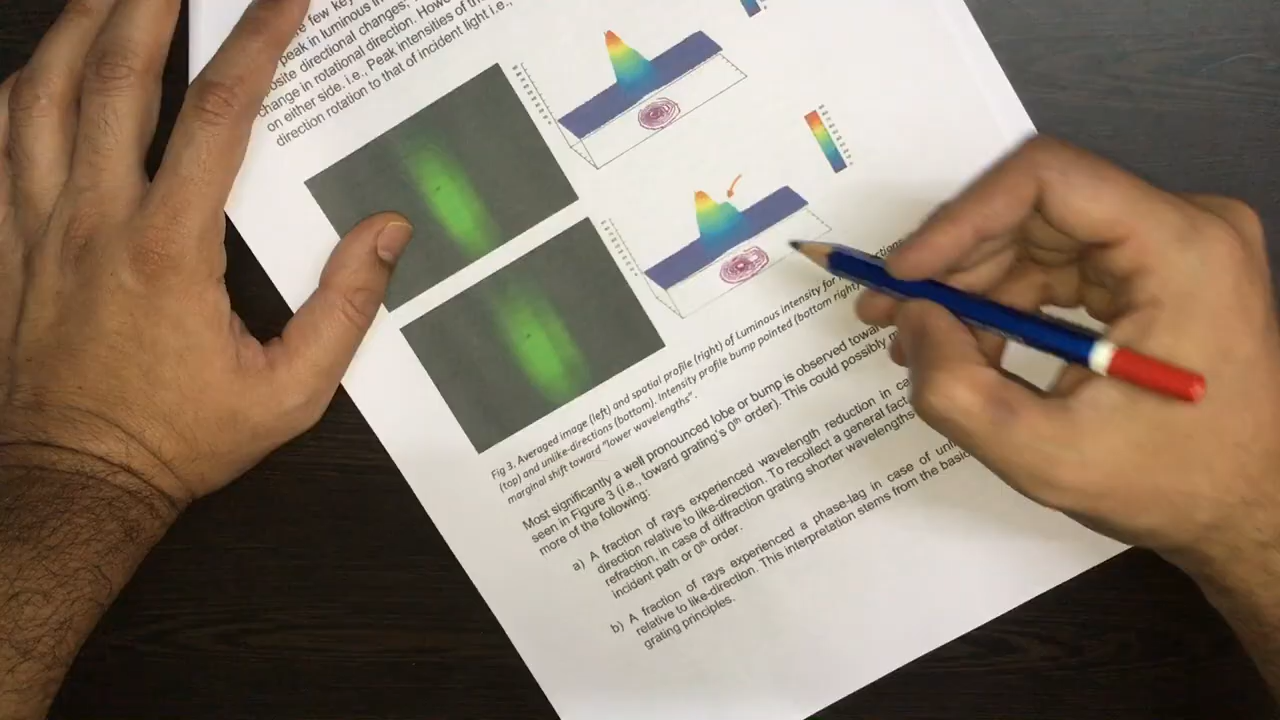 re few key
peak in luminous in
osite directional changes;
change in rotational direction. Howe
on either side. i.e., Peak intensities of th
direction rotation to that of incident light i.e.,
Fig 3. Averaged image (left) and spatial profile (right) of Luminous intensity for
(top) and unlike-directions (bottom). Intensity profile bump pointed (bottom right)
marginal shift toward "lower wavelengths".
Most significantly a well pronounced lobe or bump is observed towar
seen in Figure 3 (i.e., toward grating's 0th order). This could possibly
more of the following:
a) A fraction of rays experienced wavelength reduction in ca
direction relative to like-direction. To recollect a general fact,
refraction, in case of diffraction grating shorter wavelengths
incident path or 0th order.
b) A fraction of rays experienced a phase-lag in case of unl
relative to like-direction. This interpretation stems from the basi
grating principles.